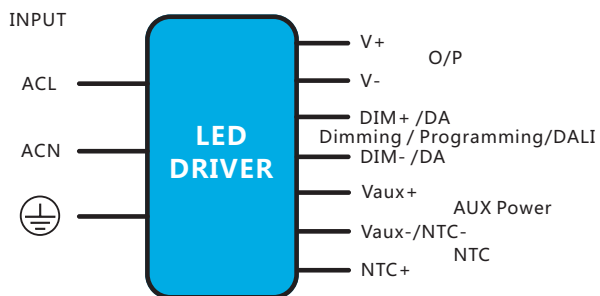 INPUT
ACL
ACN
LED
DRIVER
V+
O/P
V-
DIM+ /DA
Dimming / Programming/DALI
DIM- /DA
Vaux+
AUX Power
Vaux-/NTC-
NTC
NTC+